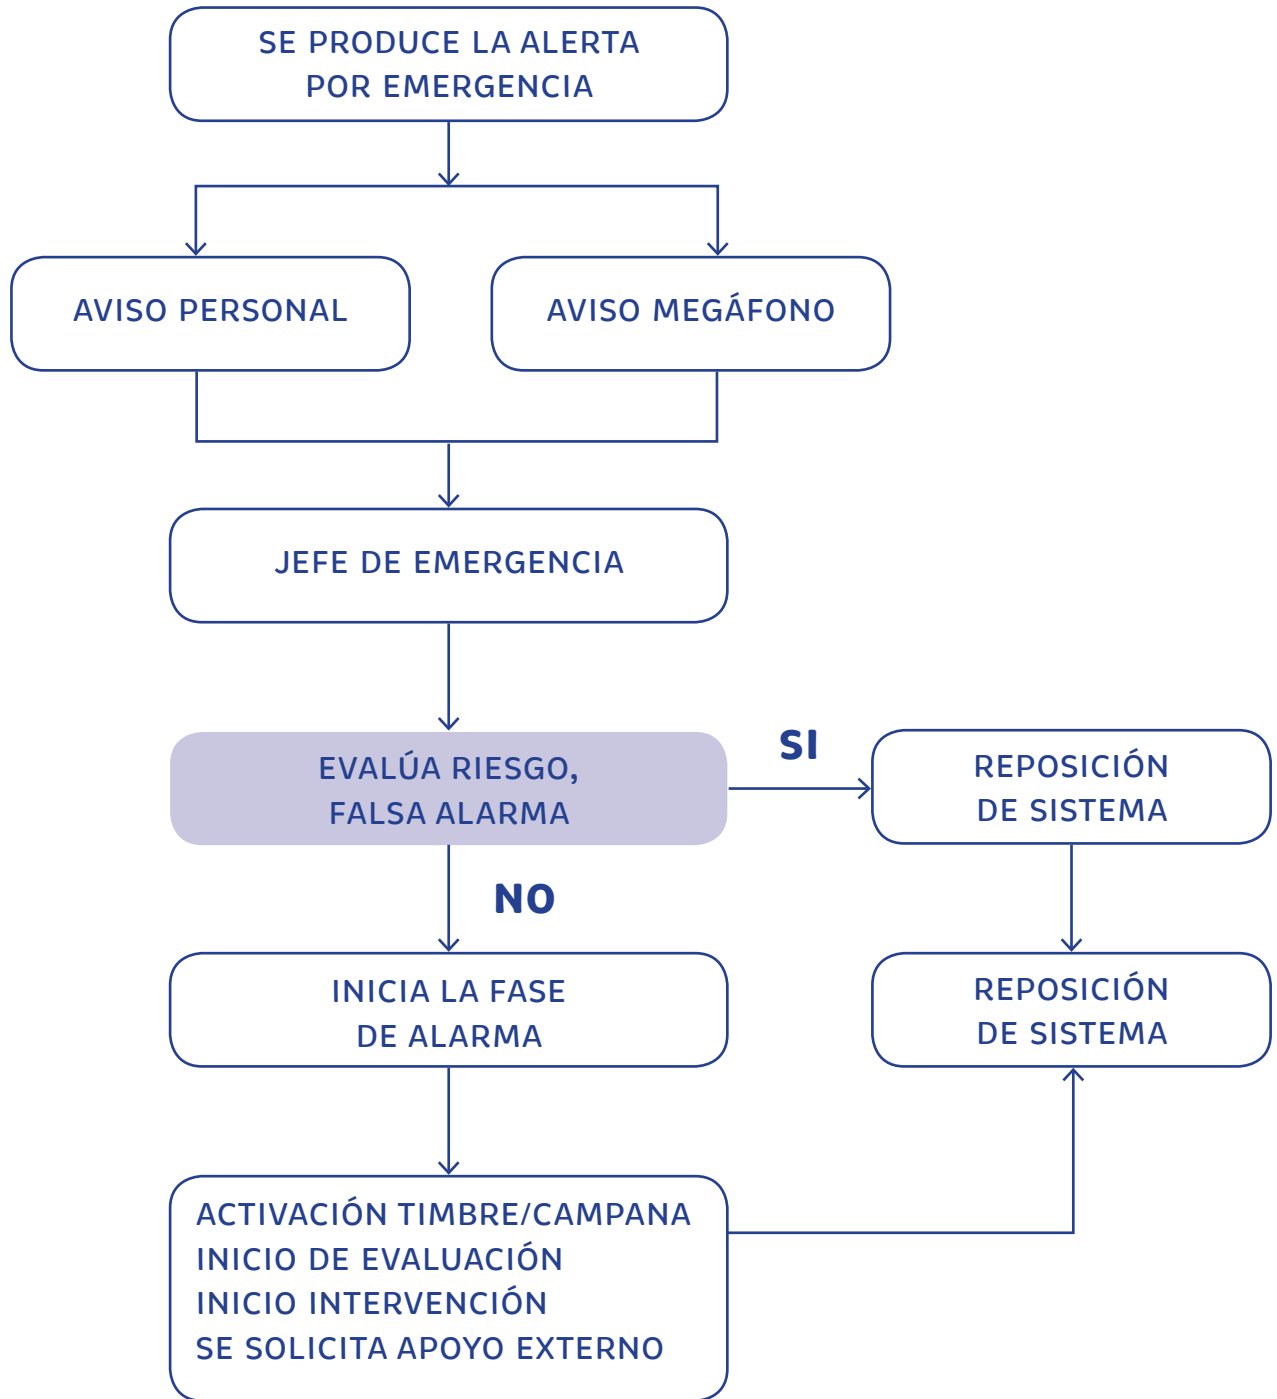 SE PRODUCE LA ALERTA
POR EMERGENCIA
AVISO PERSONAL
AVISO MEGÁFONO
JEFE DE EMERGENCIA
EVALÚA RIESGO,
FALSA ALARMA
SI
REPOSICIÓN
DE SISTEMA
NO
INICIA LA FASE
DE ALARMA
REPOSICIÓN
DE SISTEMA
ACTIVACIÓN TIMBRE/CAMPANA
INICIO DE EVALUACIÓN
INICIO INTERVENCIÓN
SE SOLICITA APOYO EXTERNO